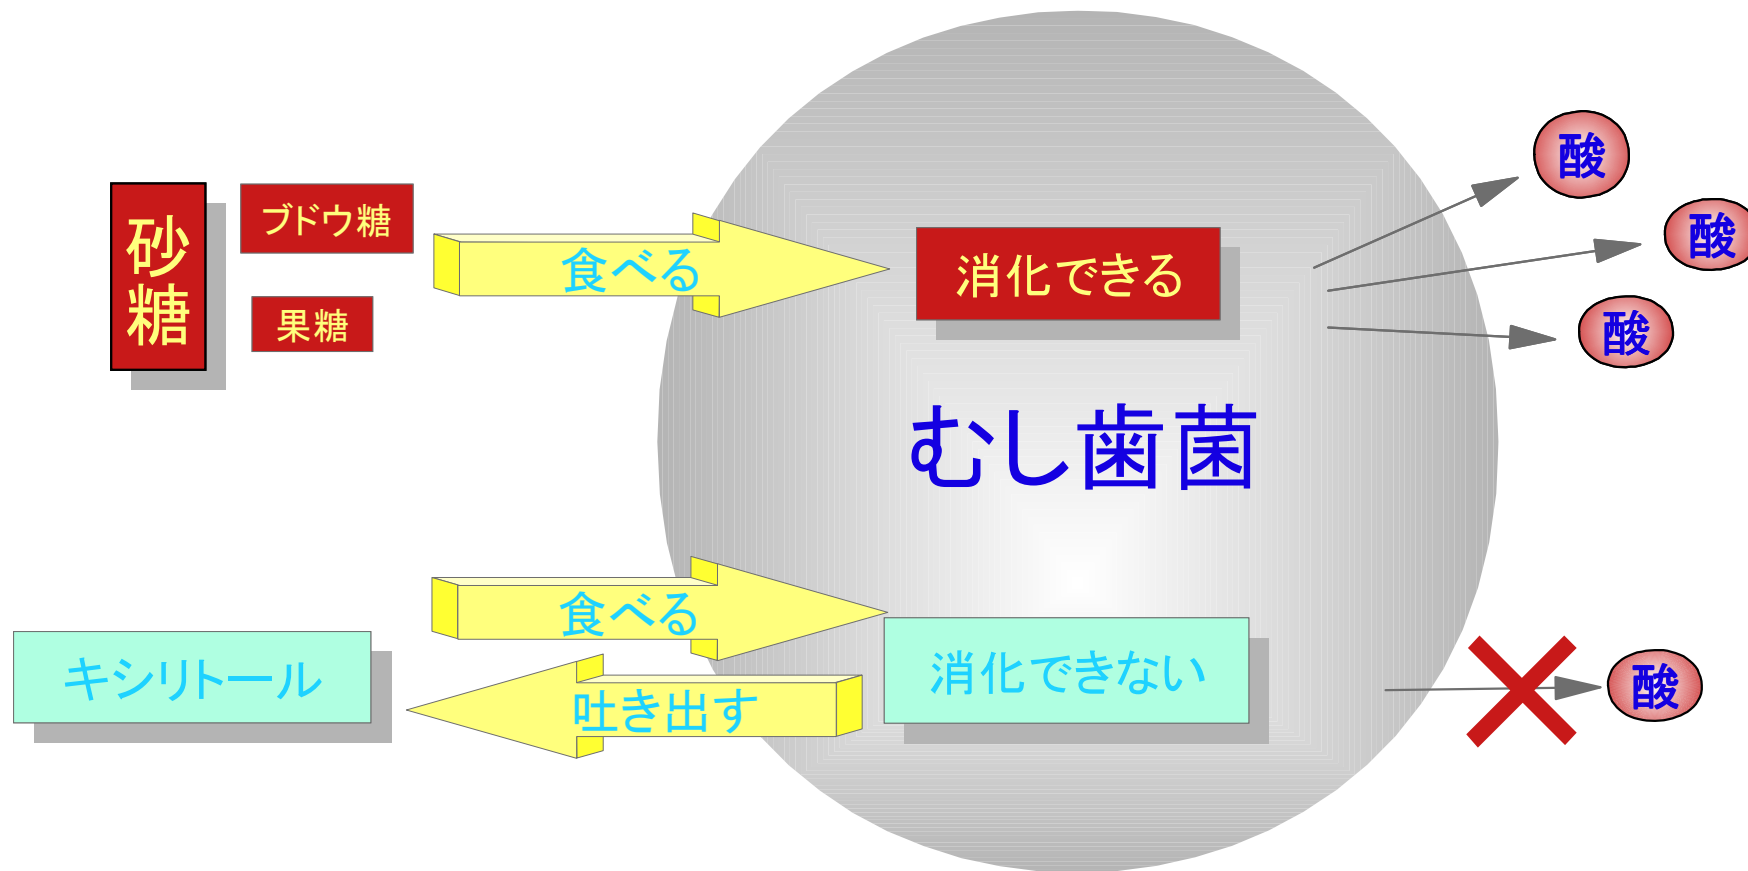 砂糖
ブドウ糖
果糖
食べる
消化できる
酸
酸
酸
むし歯菌
キシリトール
食べる
吐き出す
消化できない
酸